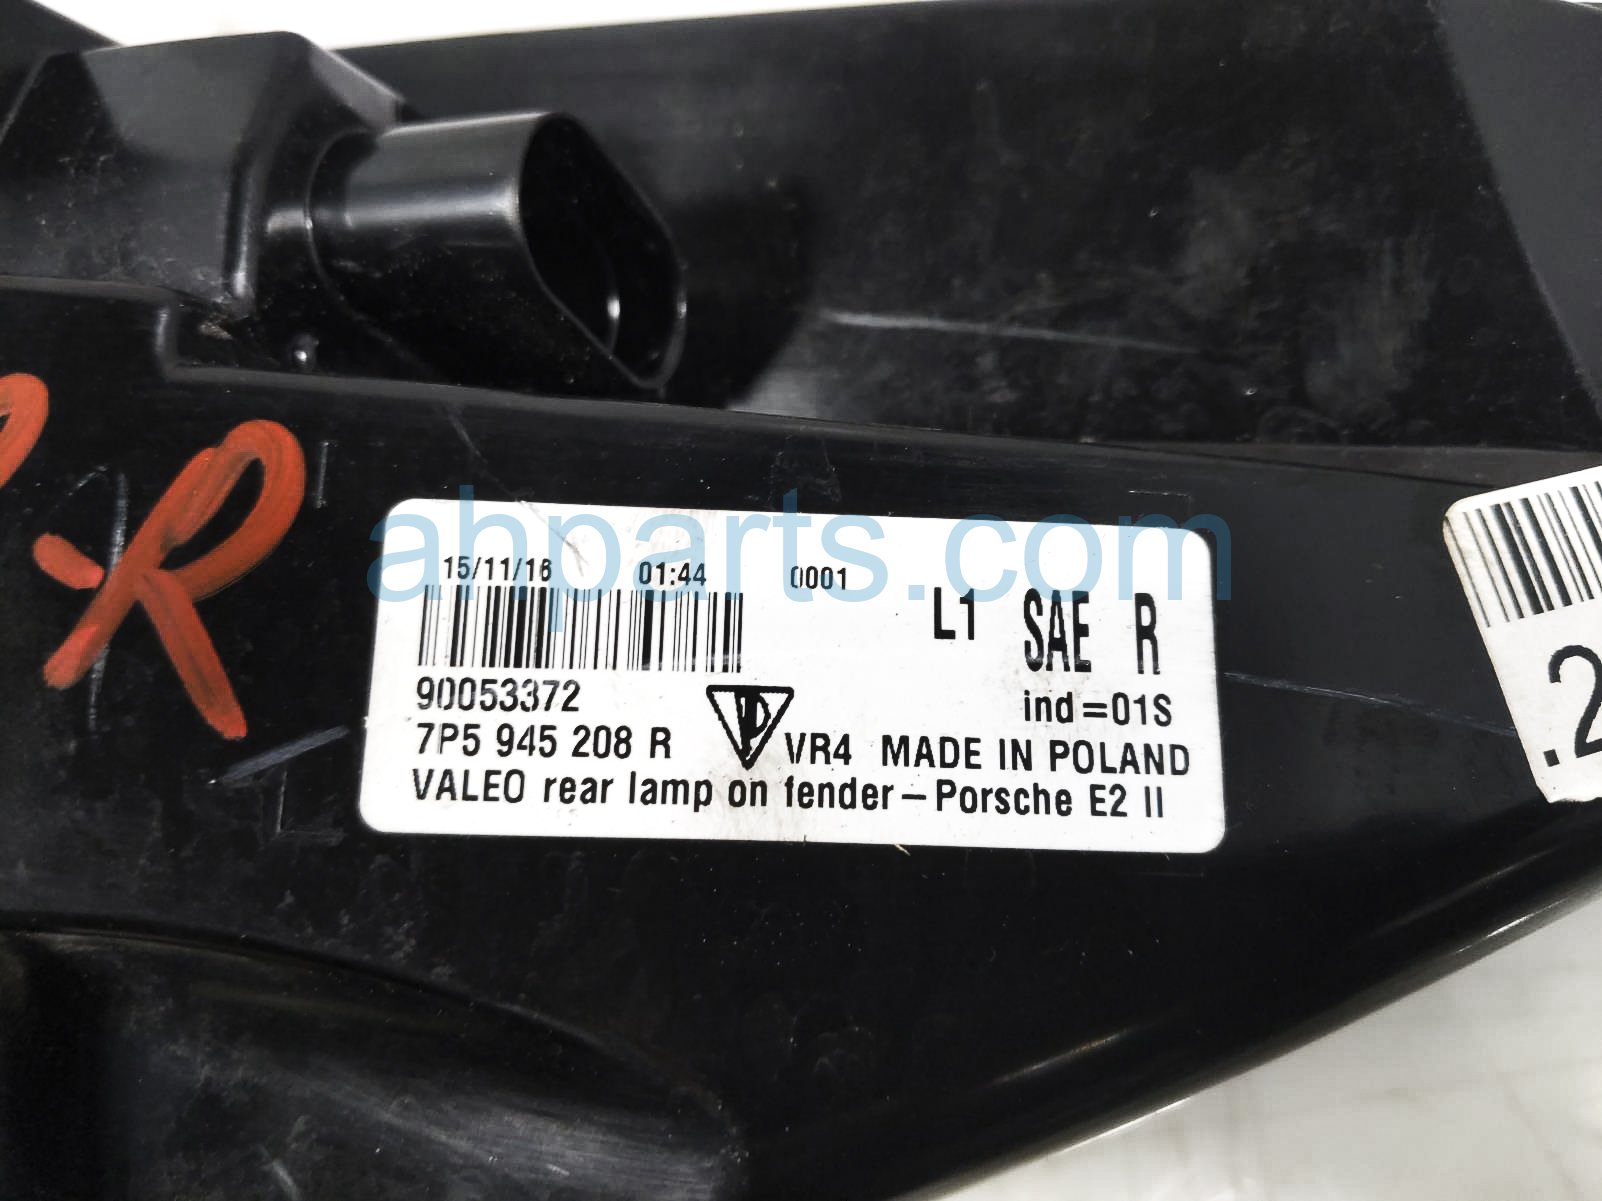 ahparts.com
15/11/16 01:44 0001
L1 SAE R
90053372
ind=01S
7P5 945 208 R VR4 MADE IN POLAND
VALEO rear lamp on fender–Porsche E2 II
R
.2